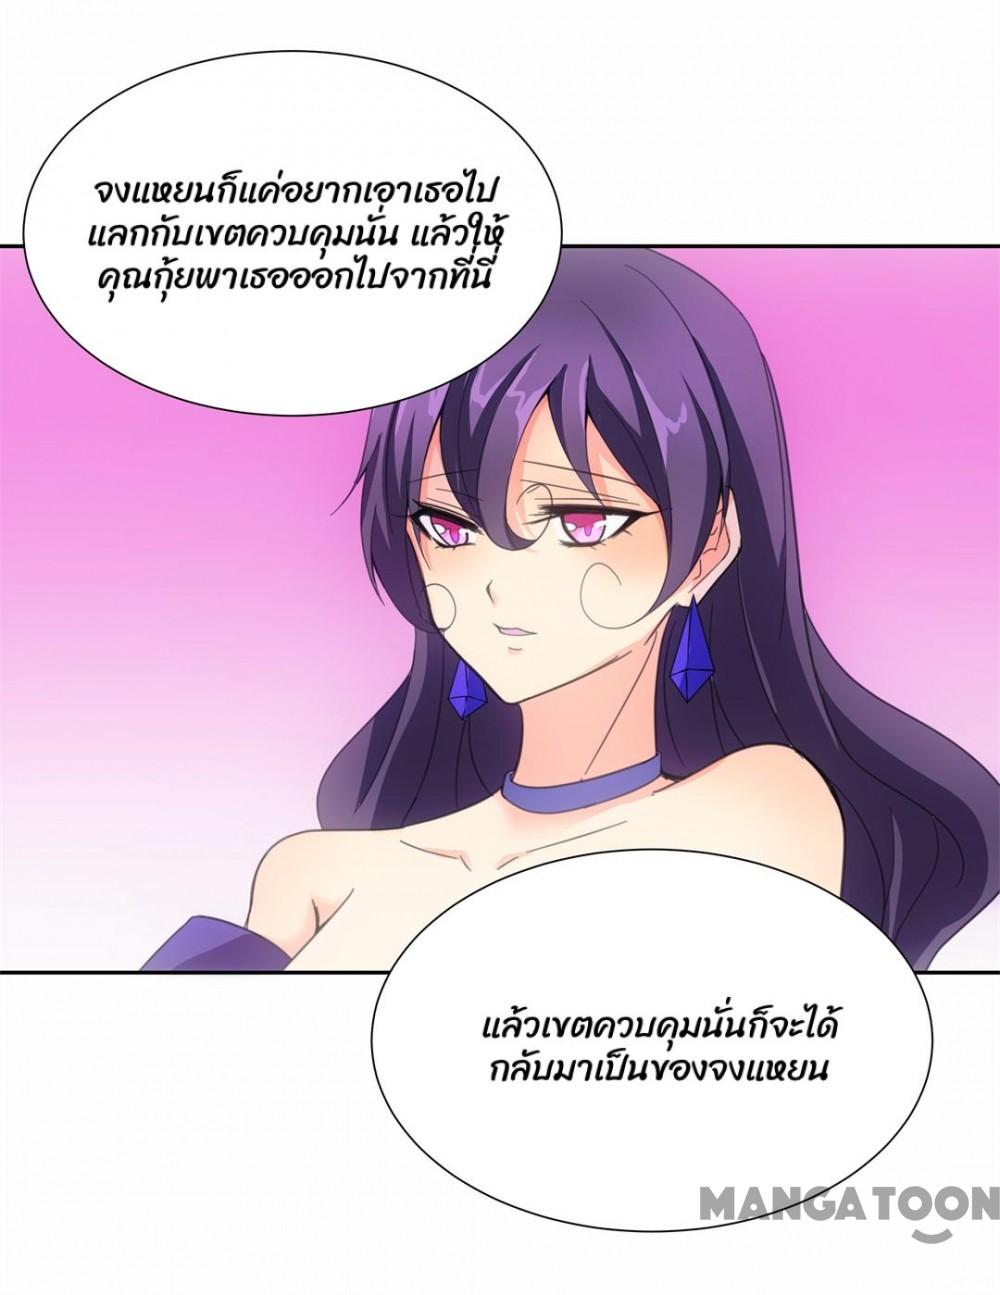 จงแหยนก็แค่อยากเอาเธอไป
แลกกับเขตควบคุมนั่น แล้วให้
คุณกุ้ยพาเธอออกไปจากที่นี่
แล้วเขตควบคุมนั่นก็จะได้
กลับมาเป็นของจงแหยน
MANGATOON